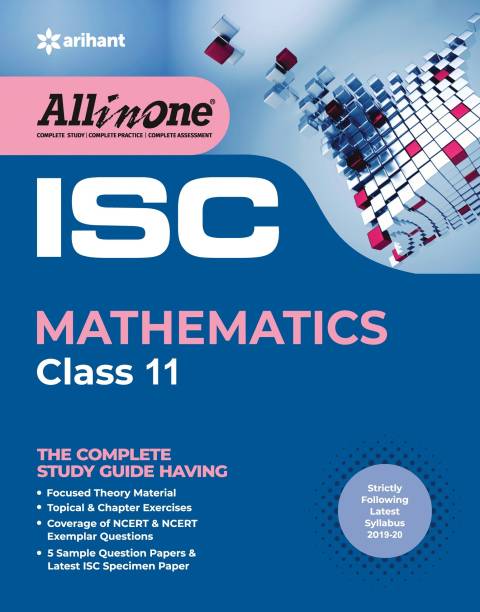 arihant
All in One®
COMPLETE STUDY | COMPLETE PRACTICE | COMPLETE ASSESSMENT
ISC
MATHEMATICS
Class 11
THE COMPLETE
STUDY GUIDE HAVING
• Focused Theory Material
• Topical & Chapter Exercises
• Coverage of NCERT & NCERT
Exemplar Questions
• 5 Sample Question Papers &
Latest ISC Specimen Paper
Strictly
Following
Latest
Syllabus
2019-20